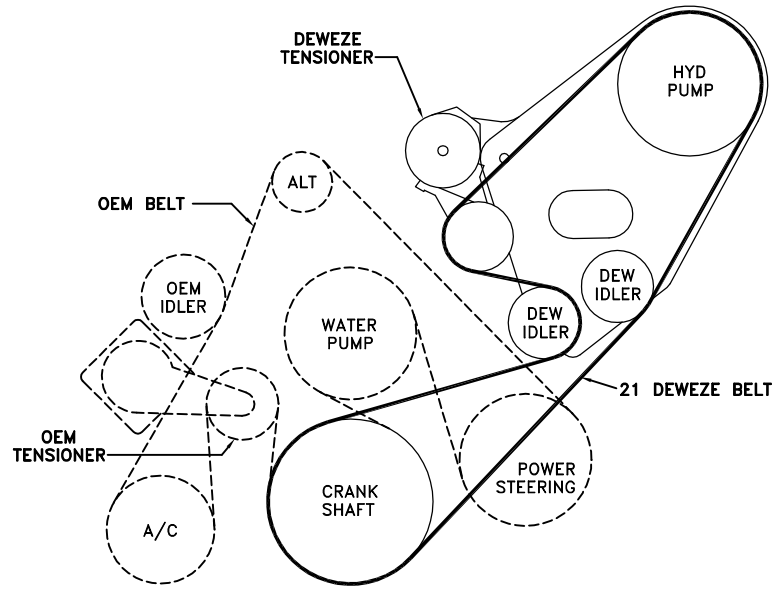 DEWEZE
TENSIONER
HYD
PUMP
ALT
OEM BELT
OEM
IDLER
WATER
PUMP
DEW
IDLER
DEW
IDLER
21 DEWEZE BELT
OEM
TENSIONER
POWER
STEERING
CRANK
SHAFT
A/C